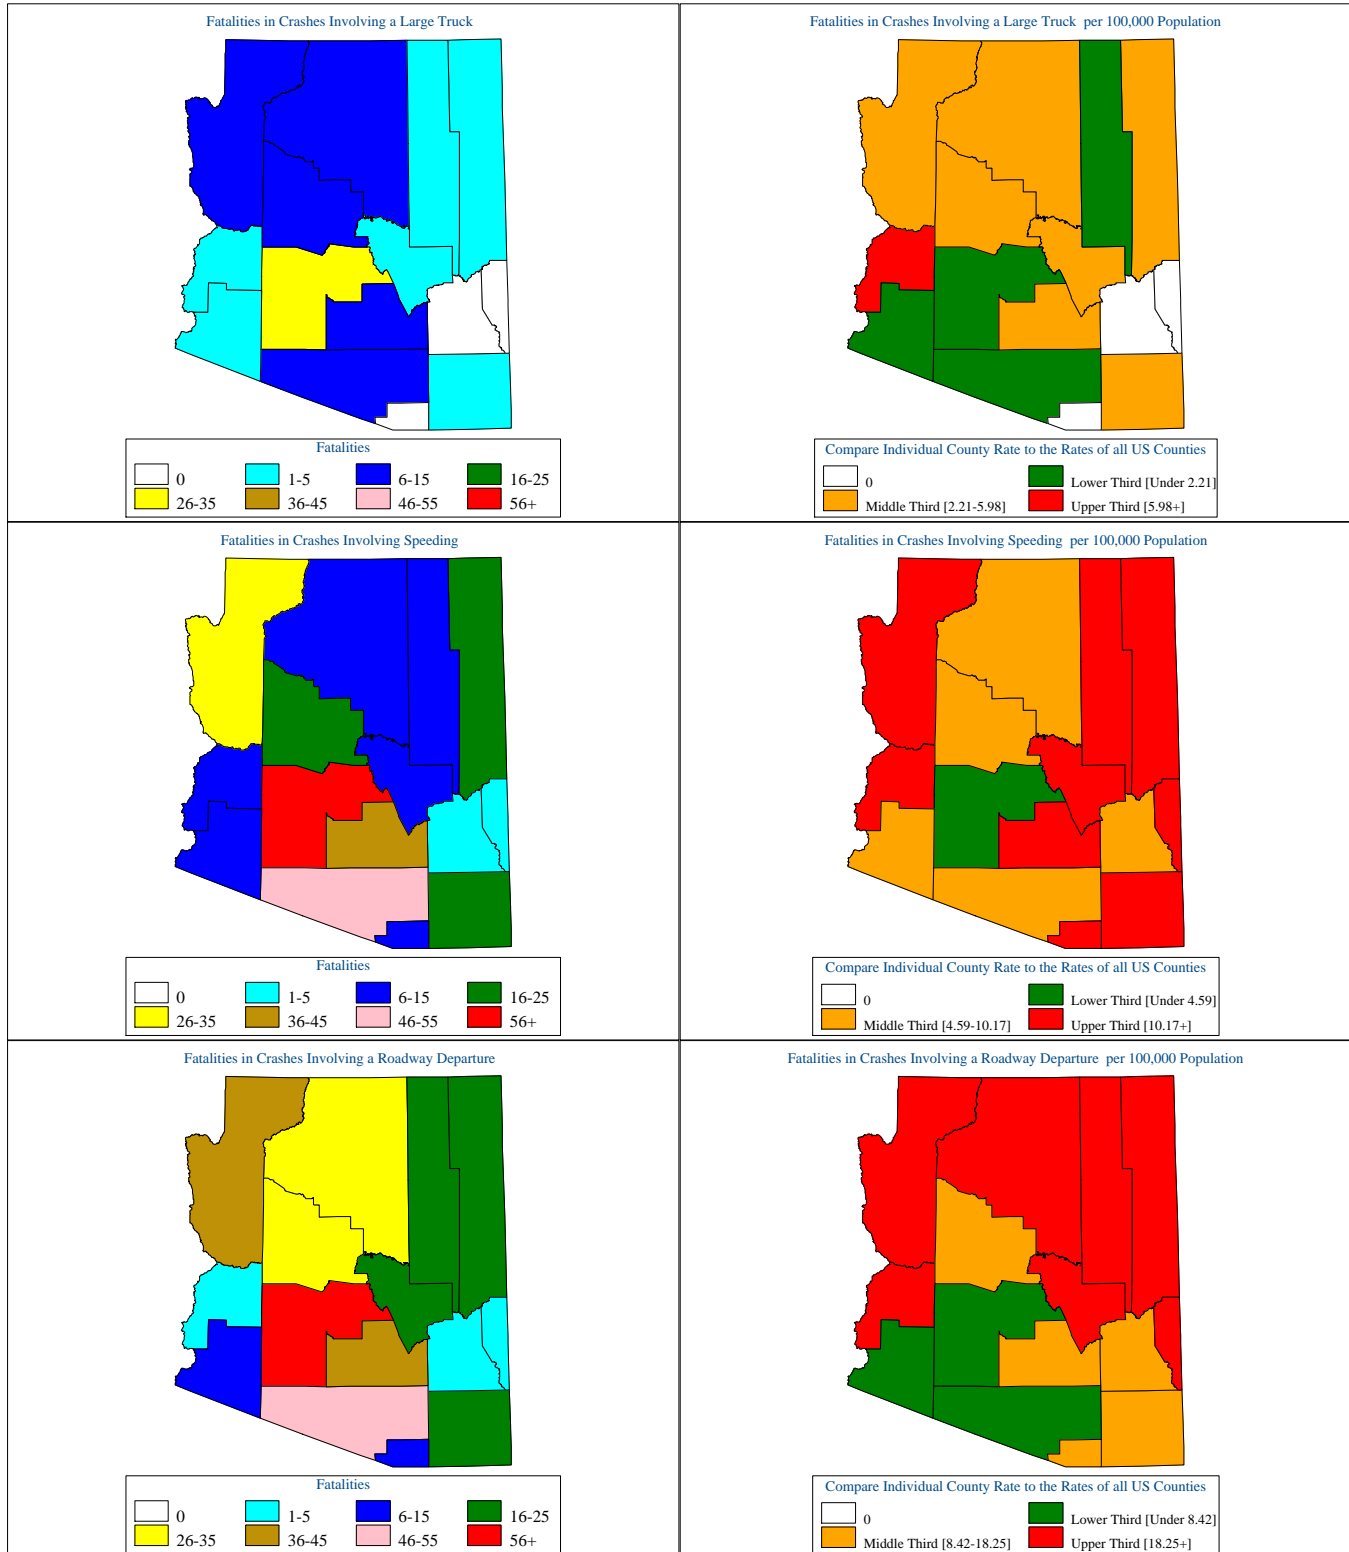 Fatalities in Crashes Involving a Large Truck
Fatalities
0 1-5 6-15 16-25
26-35 36-45 46-55 56+
Fatalities in Crashes Involving a Large Truck per 100,000 Population
Compare Individual County Rate to the Rates of all US Counties
0 Lower Third [Under 2.21]
Middle Third [2.21-5.98] Upper Third [5.98+]
Fatalities in Crashes Involving Speeding
Fatalities
0 1-5 6-15 16-25
26-35 36-45 46-55 56+
Fatalities in Crashes Involving Speeding per 100,000 Population
Compare Individual County Rate to the Rates of all US Counties
0 Lower Third [Under 4.59]
Middle Third [4.59-10.17] Upper Third [10.17+]
Fatalities in Crashes Involving a Roadway Departure
Fatalities
0 1-5 6-15 16-25
26-35 36-45 46-55 56+
Fatalities in Crashes Involving a Roadway Departure per 100,000 Population
Compare Individual County Rate to the Rates of all US Counties
0 Lower Third [Under 8.42]
Middle Third [8.42-18.25] Upper Third [18.25+]